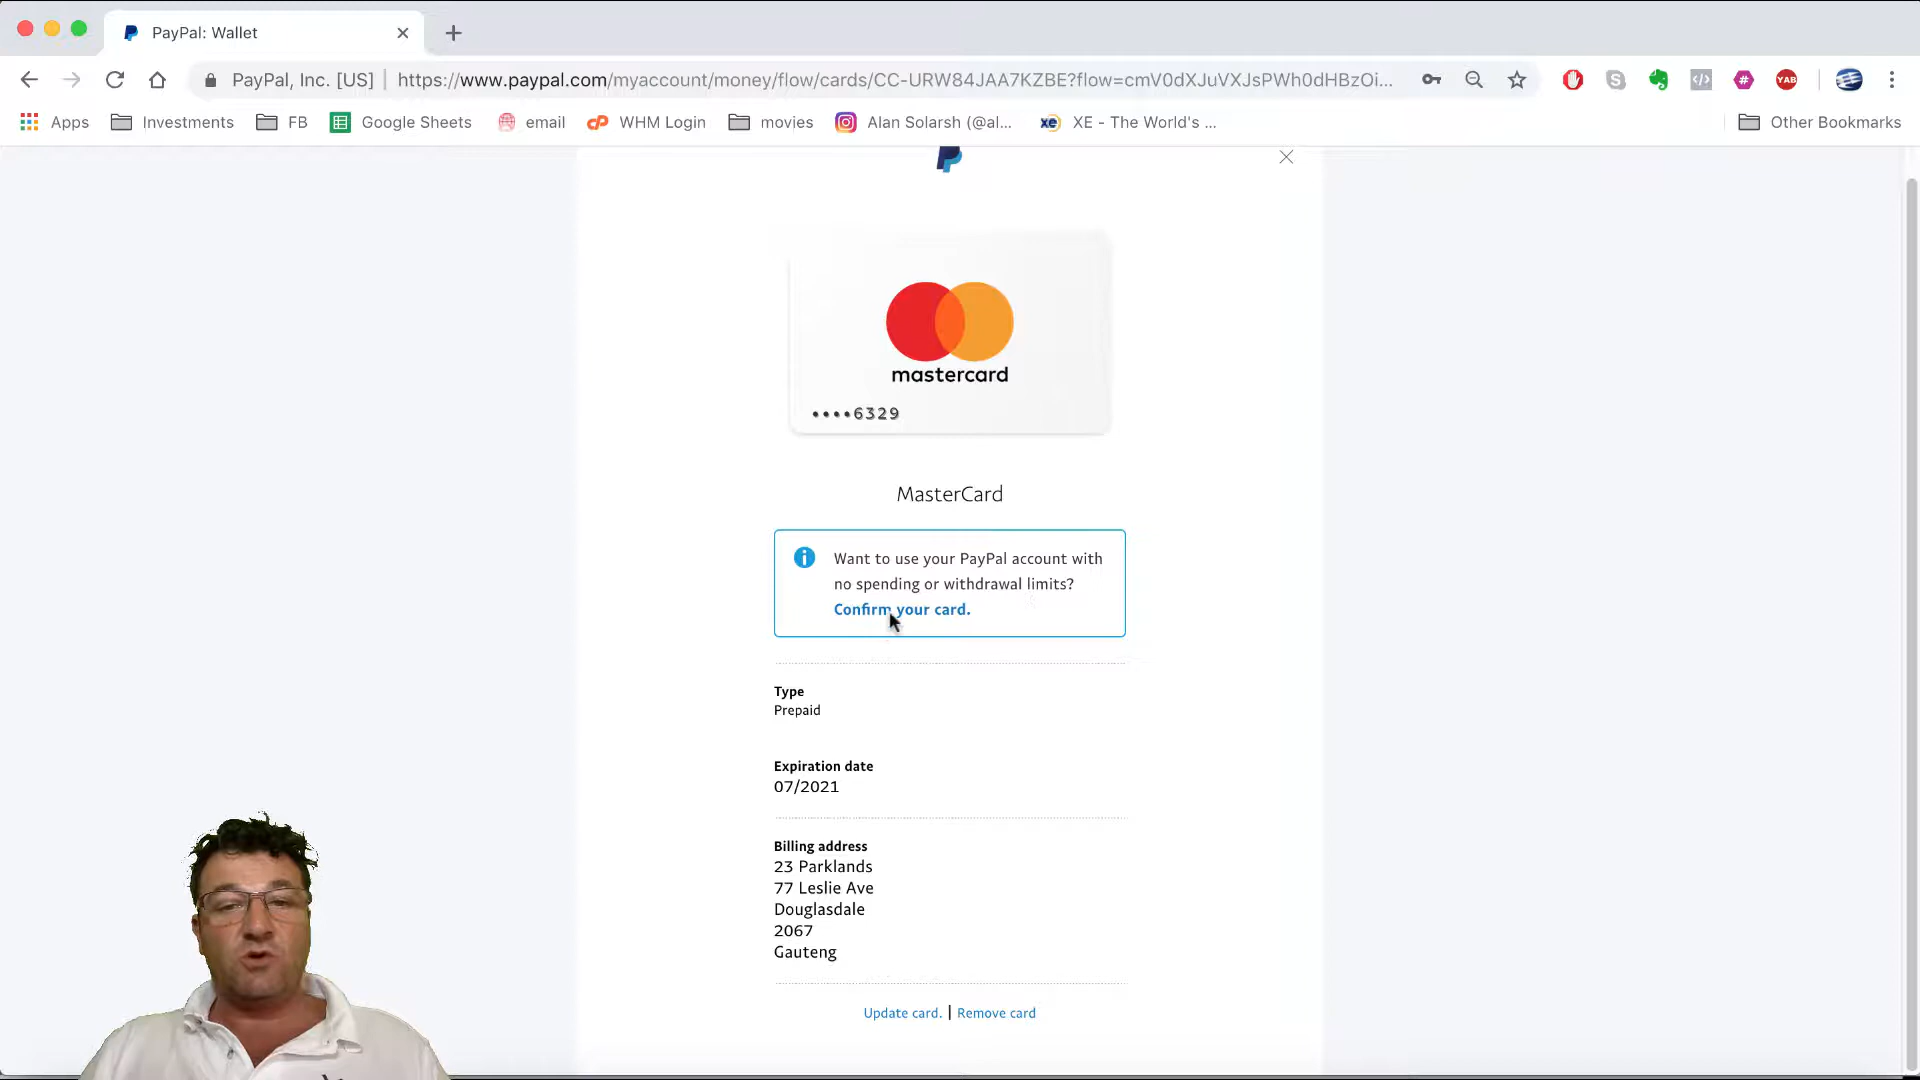 PayPal: Wallet
PayPal, Inc. [US] | https://www.paypal.com/myaccount/money/flow/cards/CC-URW84JAA7KZBE?flow=cmV0dXJuVXJsPWh0dHBzOi...
Apps Investments FB Google Sheets email WHM Login movies Alan Solarsh (@al... XE - The World's ... Other Bookmarks
mastercard
••••6329
MasterCard
Want to use your PayPal account with
no spending or withdrawal limits?
Confirm your card.
Type
Prepaid
Expiration date
07/2021
Billing address
23 Parklands
77 Leslie Ave
Douglasdale
2067
Gauteng
Update card. | Remove card